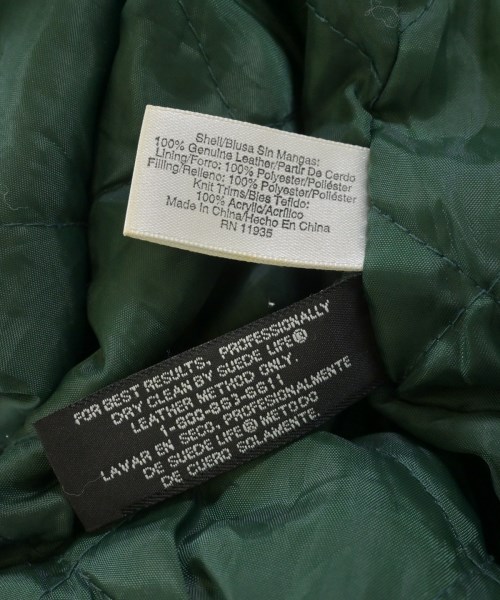 Shell/Blusa Sin Mangas:
100% Genuine Leather/Partir De Cerdo
Lining/Forro: 100% Polyester/Poliéster
Filling/Relleno: 100% Polyester/Poliéster
Knit Trims/Bies Tefido:
100% Acrylic/Acrílico
Made in China/Hecho En China
RN 11935
FOR BEST RESULTS, PROFESSIONALLY
DRY CLEAN BY SUEDE LIFE®
LEATHER METHOD ONLY.
1-800-663-6611
LAVAR EN SECO, PROFESIONALMENTE
DE SUEDE LIFE® METODO
DE CUERO SOLAMENTE.